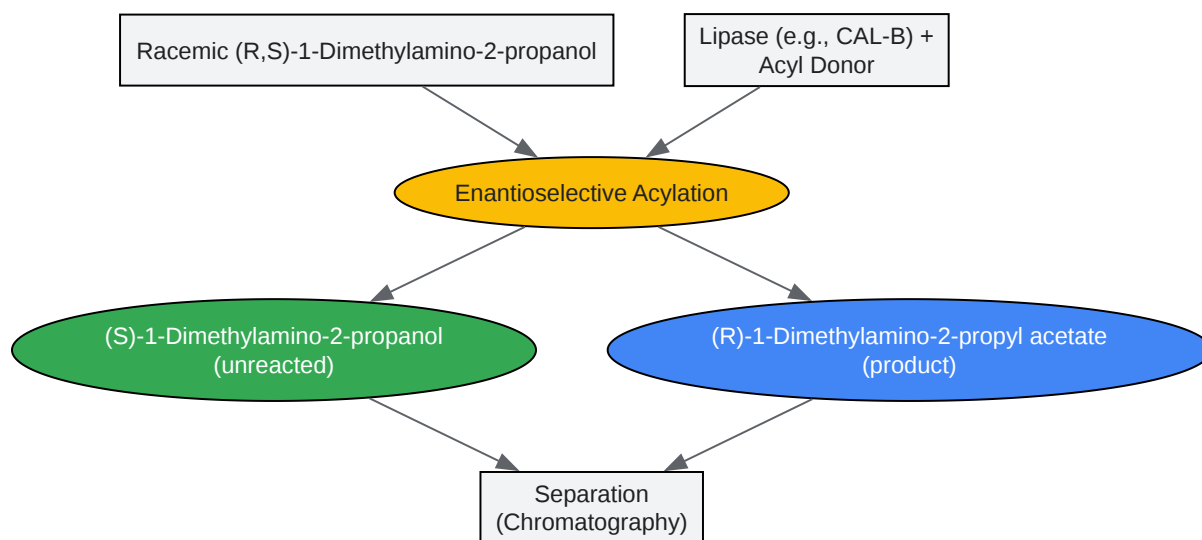 Racemic (R,S)-1-Dimethylamino-2-propanol
Lipase (e.g., CAL-B) +
Acyl Donor
Enantioselective Acylation
(S)-1-Dimethylamino-2-propanol
(unreacted)
(R)-1-Dimethylamino-2-propyl acetate
(product)
Separation
(Chromatography)